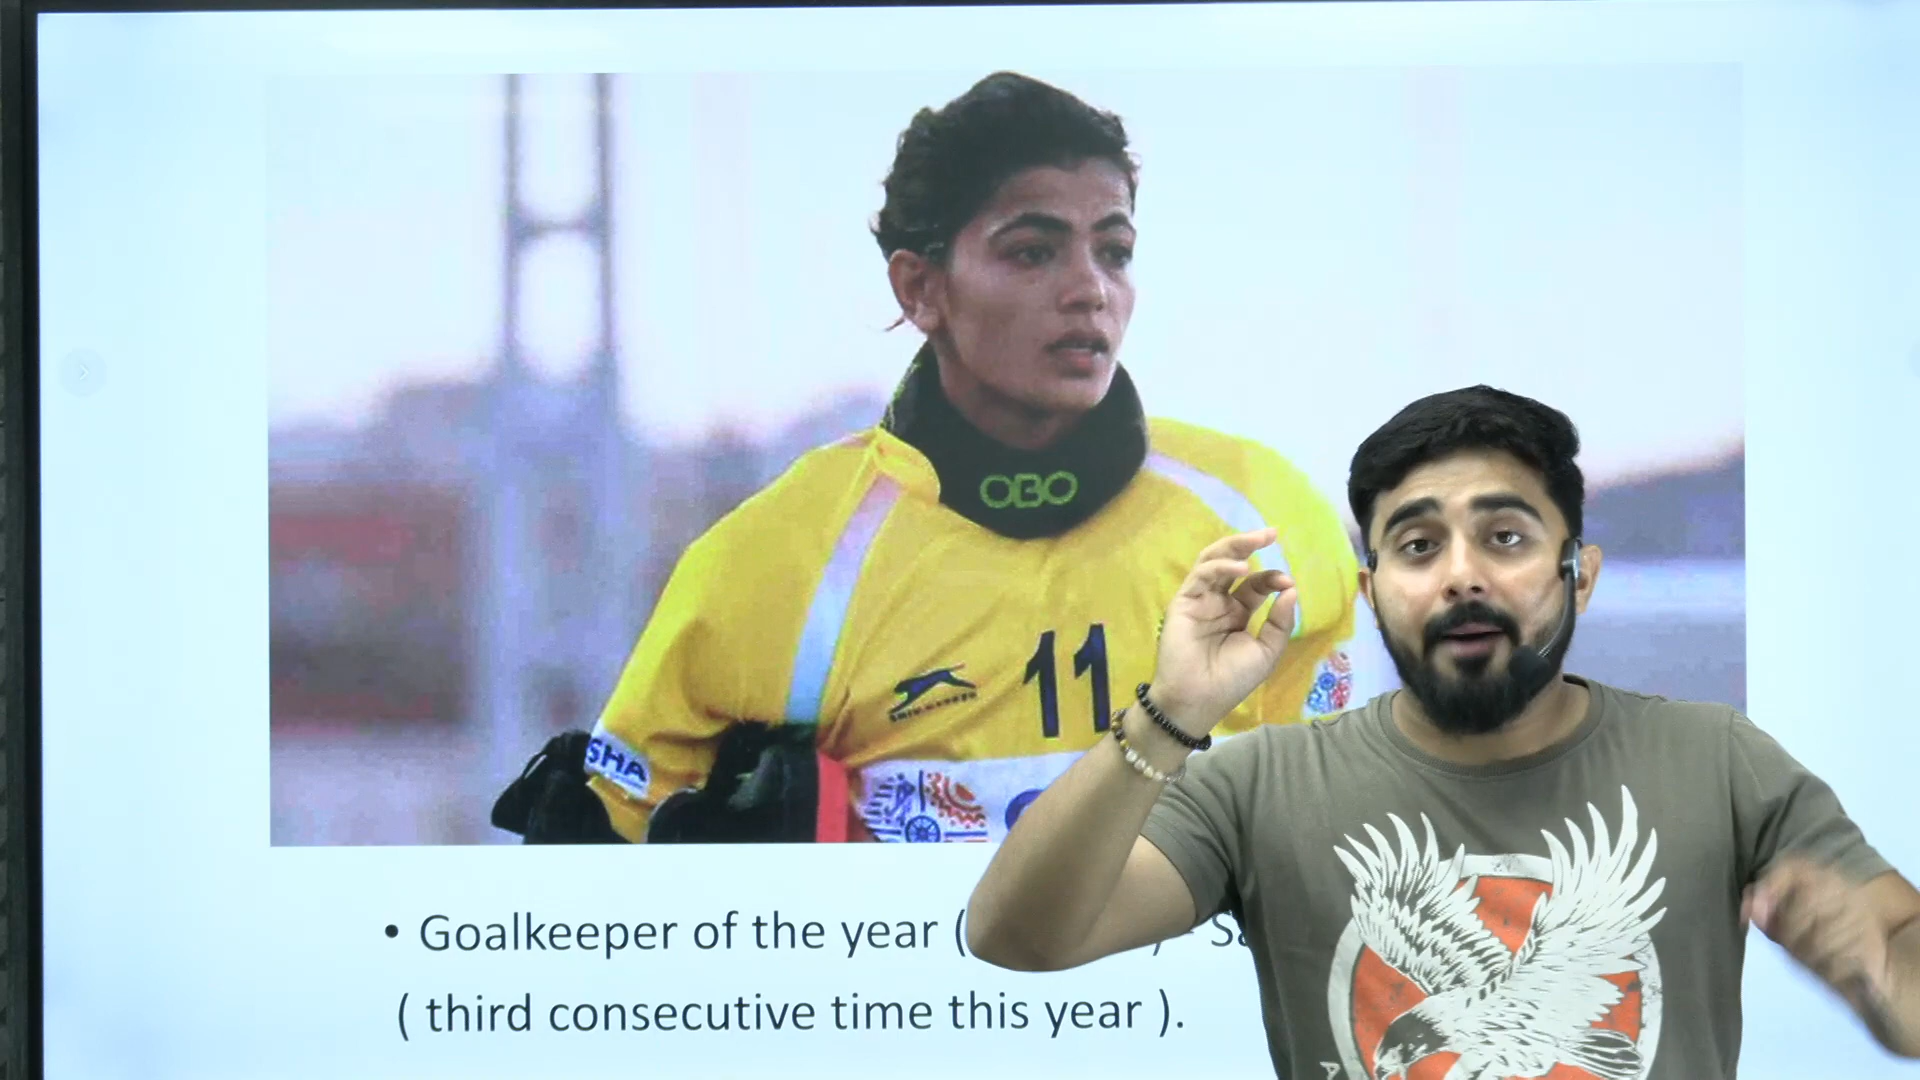 OBO
11
SHA
• Goalkeeper of the year (
( third consecutive time this year ).